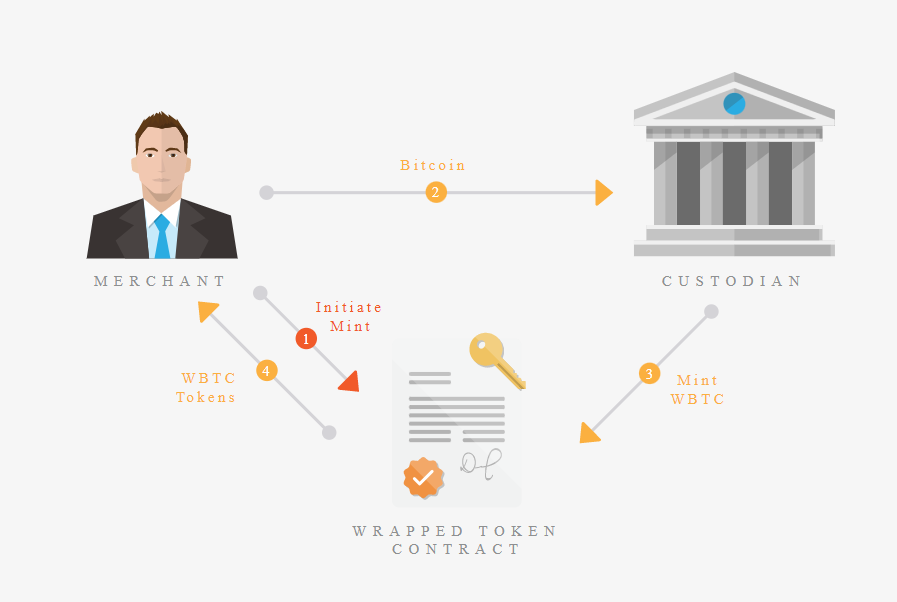 Bitcoin
2
MERCHANT
CUSTODIAN
Initiate
Mint
1
4
WBTC
Tokens
3
Mint
WBTC
WRAPPED TOKEN
CONTRACT